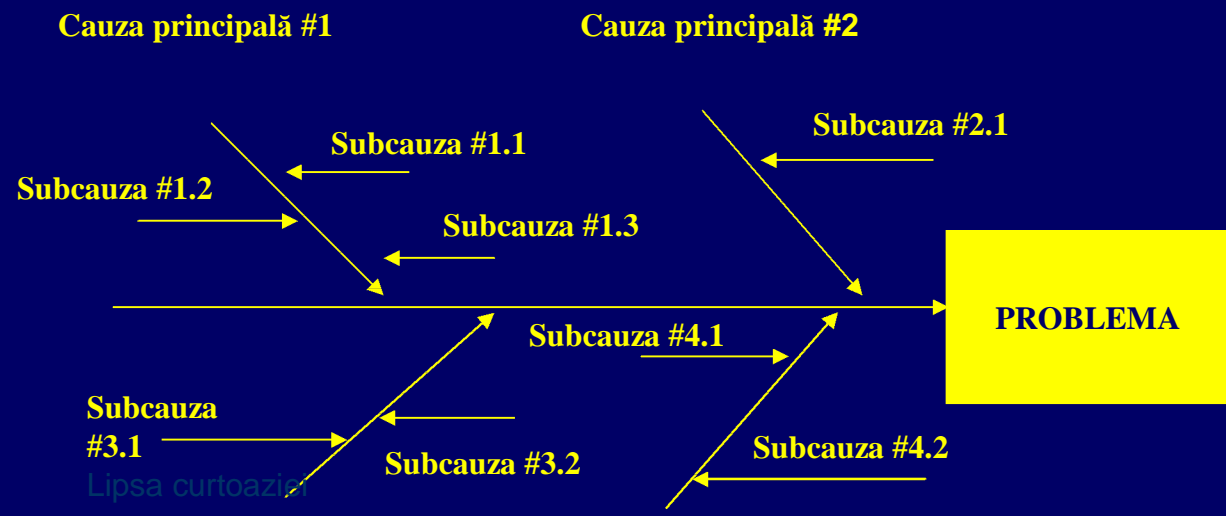 Cauza principală #1
Cauza principală #2
Subcauza #1.1
Subcauza #2.1
Subcauza #1.2
Subcauza #1.3
PROBLEMA
Subcauza #4.1
Subcauza
#3.1
Subcauza #3.2
Subcauza #4.2
Lipsa curtoaziei